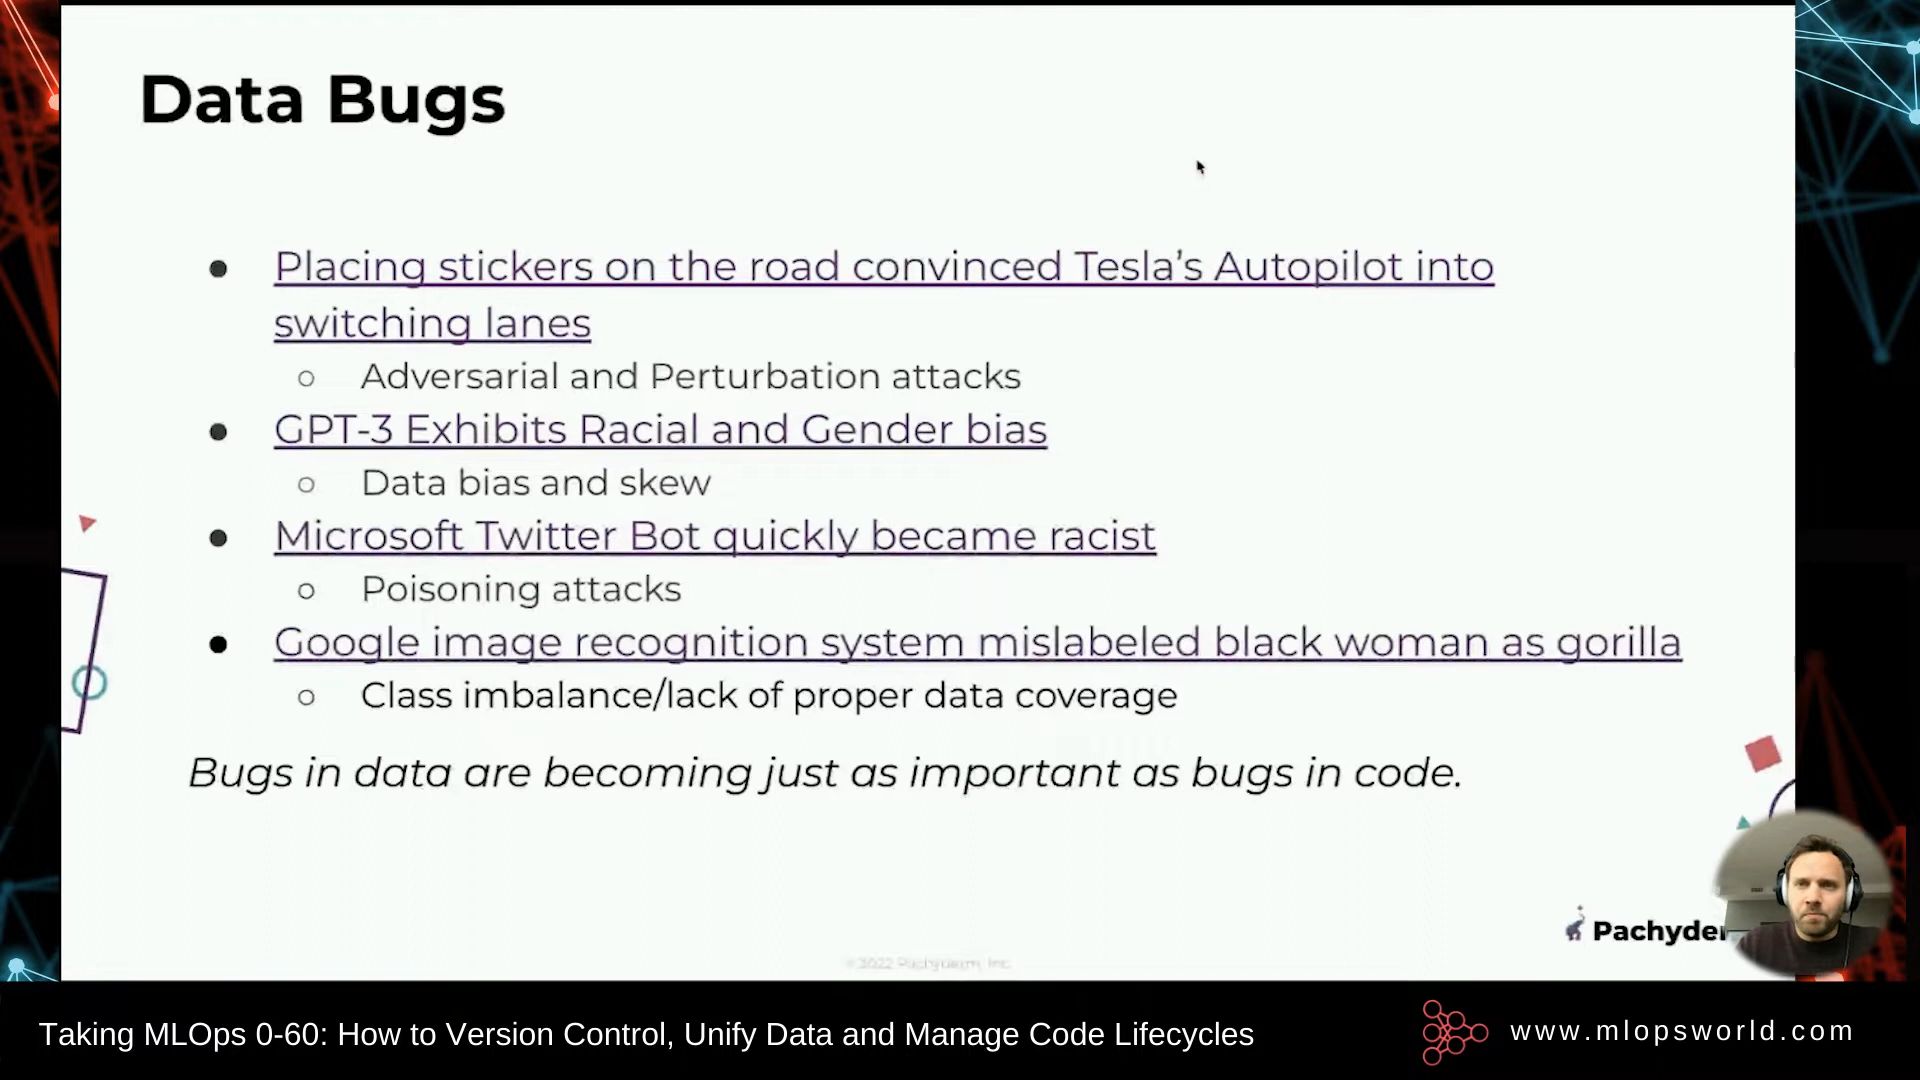 Data Bugs
● Placing stickers on the road convinced Tesla’s Autopilot into
switching lanes
○ Adversarial and Perturbation attacks
● GPT-3 Exhibits Racial and Gender bias
○ Data bias and skew
● Microsoft Twitter Bot quickly became racist
○ Poisoning attacks
● Google image recognition system mislabeled black woman as gorilla
○ Class imbalance/lack of proper data coverage
Bugs in data are becoming just as important as bugs in code.
Pachyder
© 2022 Pachyderm, Inc.
Taking MLOps 0-60: How to Version Control, Unify Data and Manage Code Lifecycles
www.mlopsworld.com